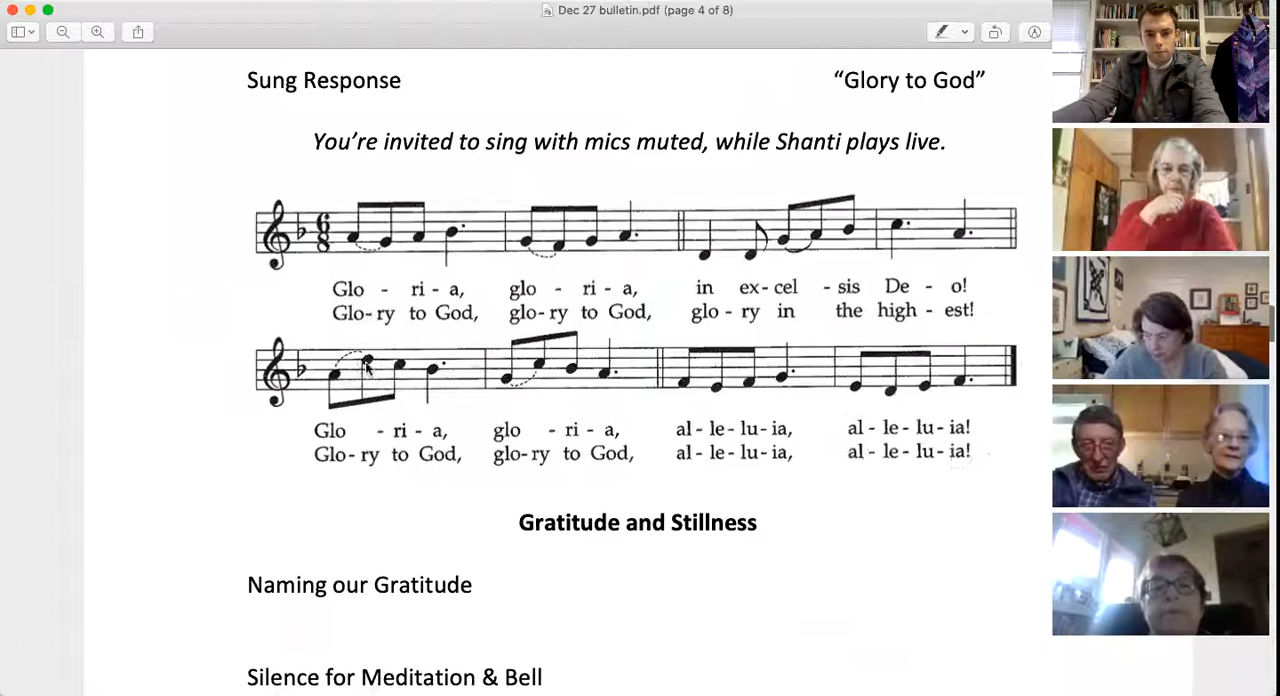 Dec 27 bulletin.pdf (page 4 of 8)
Sung Response “Glory to God”
You’re invited to sing with mics muted, while Shanti plays live.
6
8
Glo - ri - a, glo - ri - a, in ex - cel - sis De - o!
Glo - ry to God, glo - ry to God, glo - ry in the high - est!
Glo - ri - a, glo - ri - a, al - le - lu - ia, al - le - lu - ia!
Glo - ry to God, glo - ry to God, al - le - lu - ia, al - le - lu - ia!
Gratitude and Stillness
Naming our Gratitude
Silence for Meditation & Bell